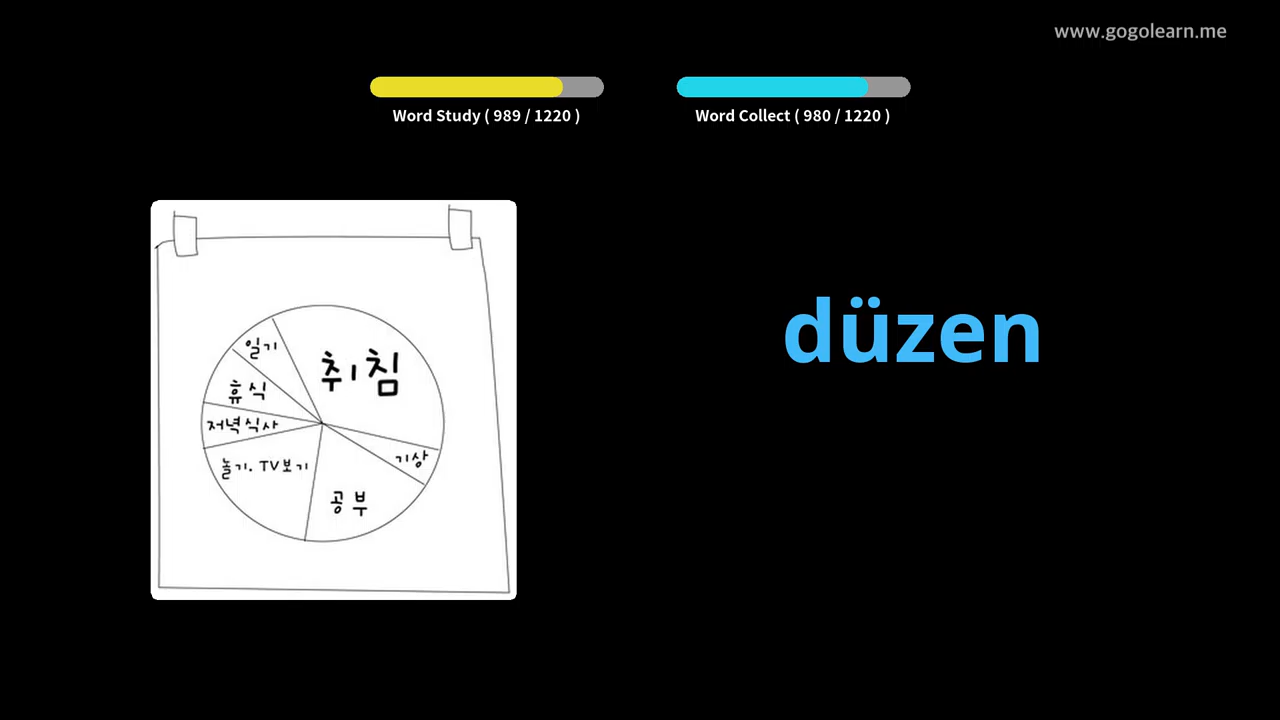 www.gogolearn.me
Word Study ( 989 / 1220 )
Word Collect ( 980 / 1220 )
일기
취침
휴식
저녁식사
기상
놀기. TV보기
공부
düzen